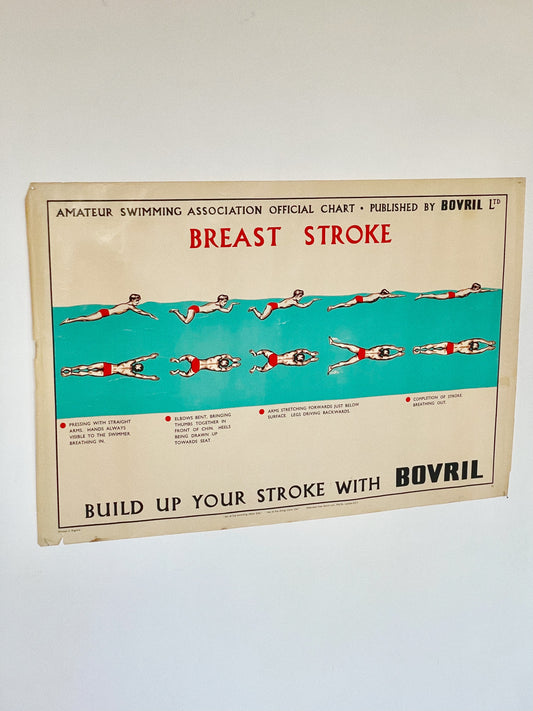 AMATEUR SWIMMING ASSOCIATION OFFICIAL CHART • PUBLISHED BY BOVRIL LTD
BREAST STROKE
PRESSING WITH STRAIGHT
ARMS. HANDS ALWAYS
VISIBLE TO THE SWIMMER.
BREATHING IN.
ELBOWS BENT, BRINGING
THUMBS TOGETHER IN
FRONT OF CHIN. HEELS
BEING DRAWN UP
TOWARDS SEAT
ARMS STRETCHING FORWARDS JUST BELOW
SURFACE. LEGS DRIVING BACKWARDS.
COMPLETION OF STROKE
BREATHING OUT.
BUILD UP YOUR STROKE WITH BOVRIL